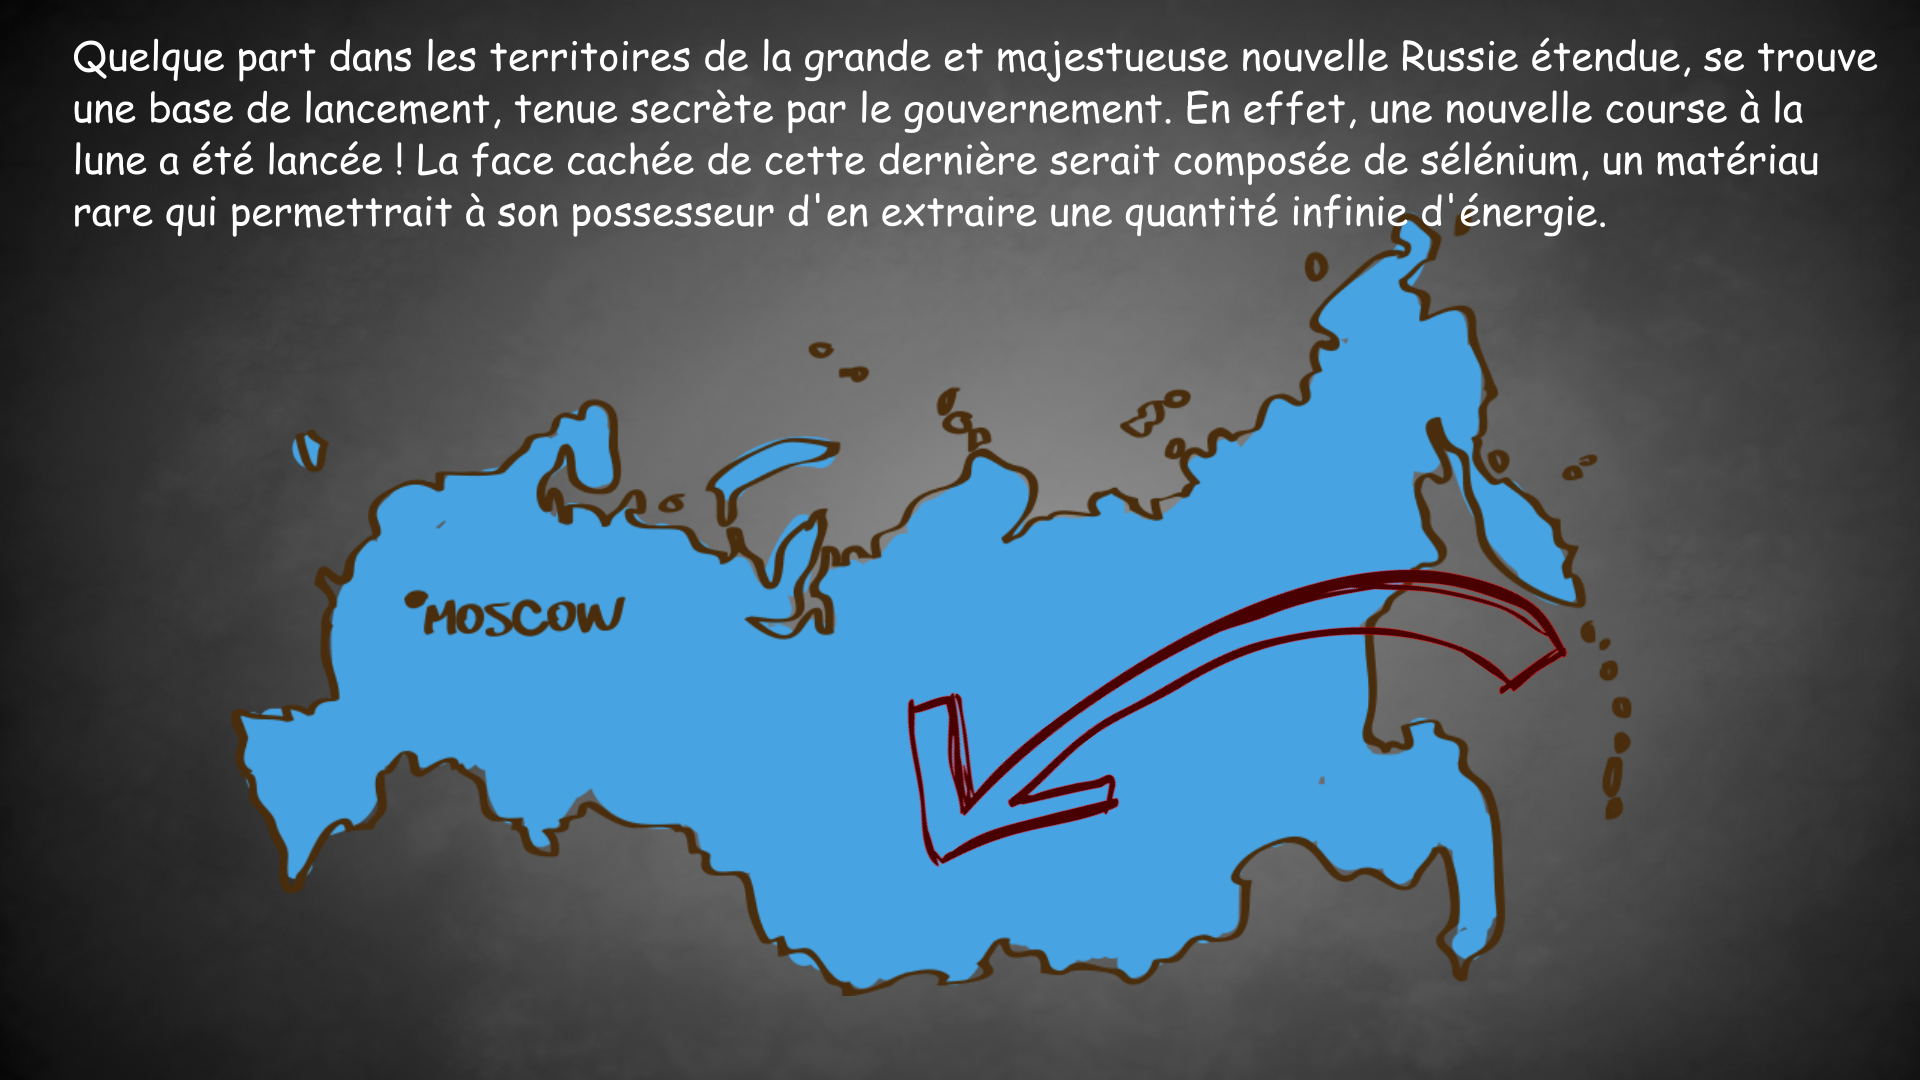 Quelque part dans les territoires de la grande et majestueuse nouvelle Russie étendue, se trouve
une base de lancement, tenue secrète par le gouvernement. En effet, une nouvelle course à la
lune a été lancée ! La face cachée de cette dernière serait composée de sélénium, un matériau
rare qui permettrait à son possesseur d'en extraire une quantité infinie d'énergie.
MOSCOW